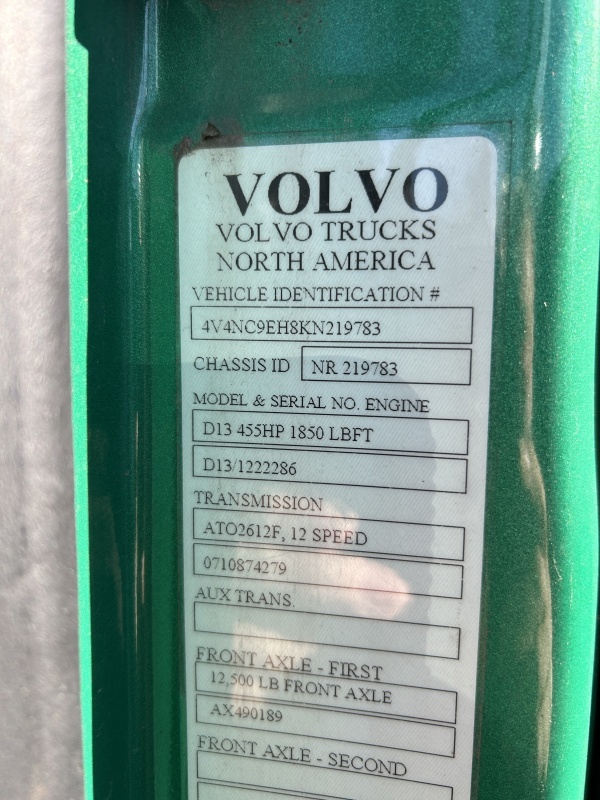 VOLVO
VOLVO TRUCKS
NORTH AMERICA
VEHICLE IDENTIFICATION #
4V4NC9EH8KN219783
CHASSIS ID NR 219783
MODEL & SERIAL NO. ENGINE
D13 455HP 1850 LBFT
D13/1222286
TRANSMISSION
ATO2612F, 12 SPEED
0710874279
AUX TRANS.
FRONT AXLE - FIRST
12,500 LB FRONT AXLE
AX490189
FRONT AXLE - SECOND